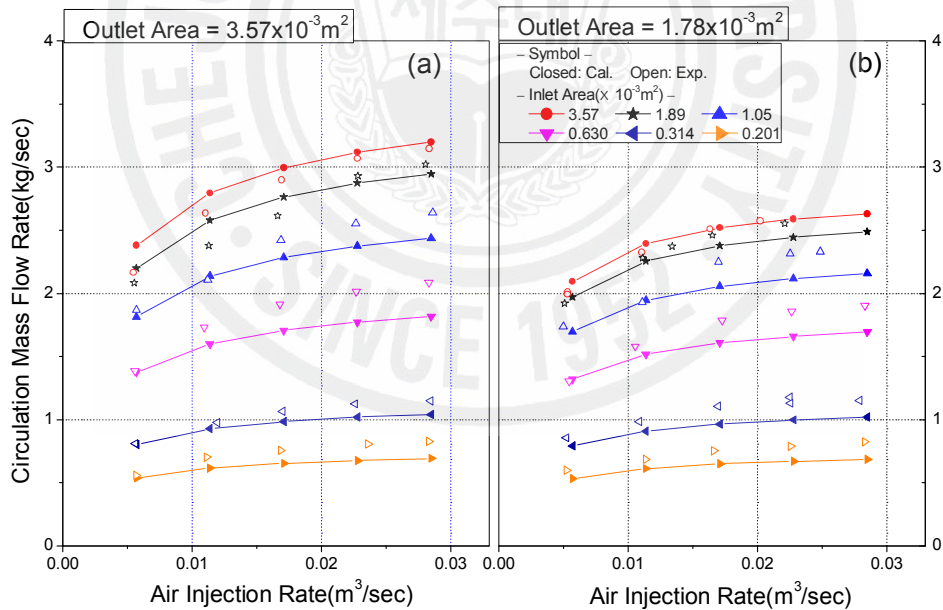 Outlet Area = 3.57x10⁻³m²
Outlet Area = 1.78x10⁻³m²
(a)
(b)
– Symbol –
Closed: Cal. Open: Exp.
– Inlet Area(× 10⁻³m²) –
3.57 1.89 1.05
0.630 0.314 0.201
Circulation Mass Flow Rate(kg/sec)
4
3
2
1
0
0.00 0.01 0.02 0.03
Air Injection Rate(m³/sec)
0.00 0.01 0.02 0.03
Air Injection Rate(m³/sec)
4
3
2
1
0
SINCE 1952